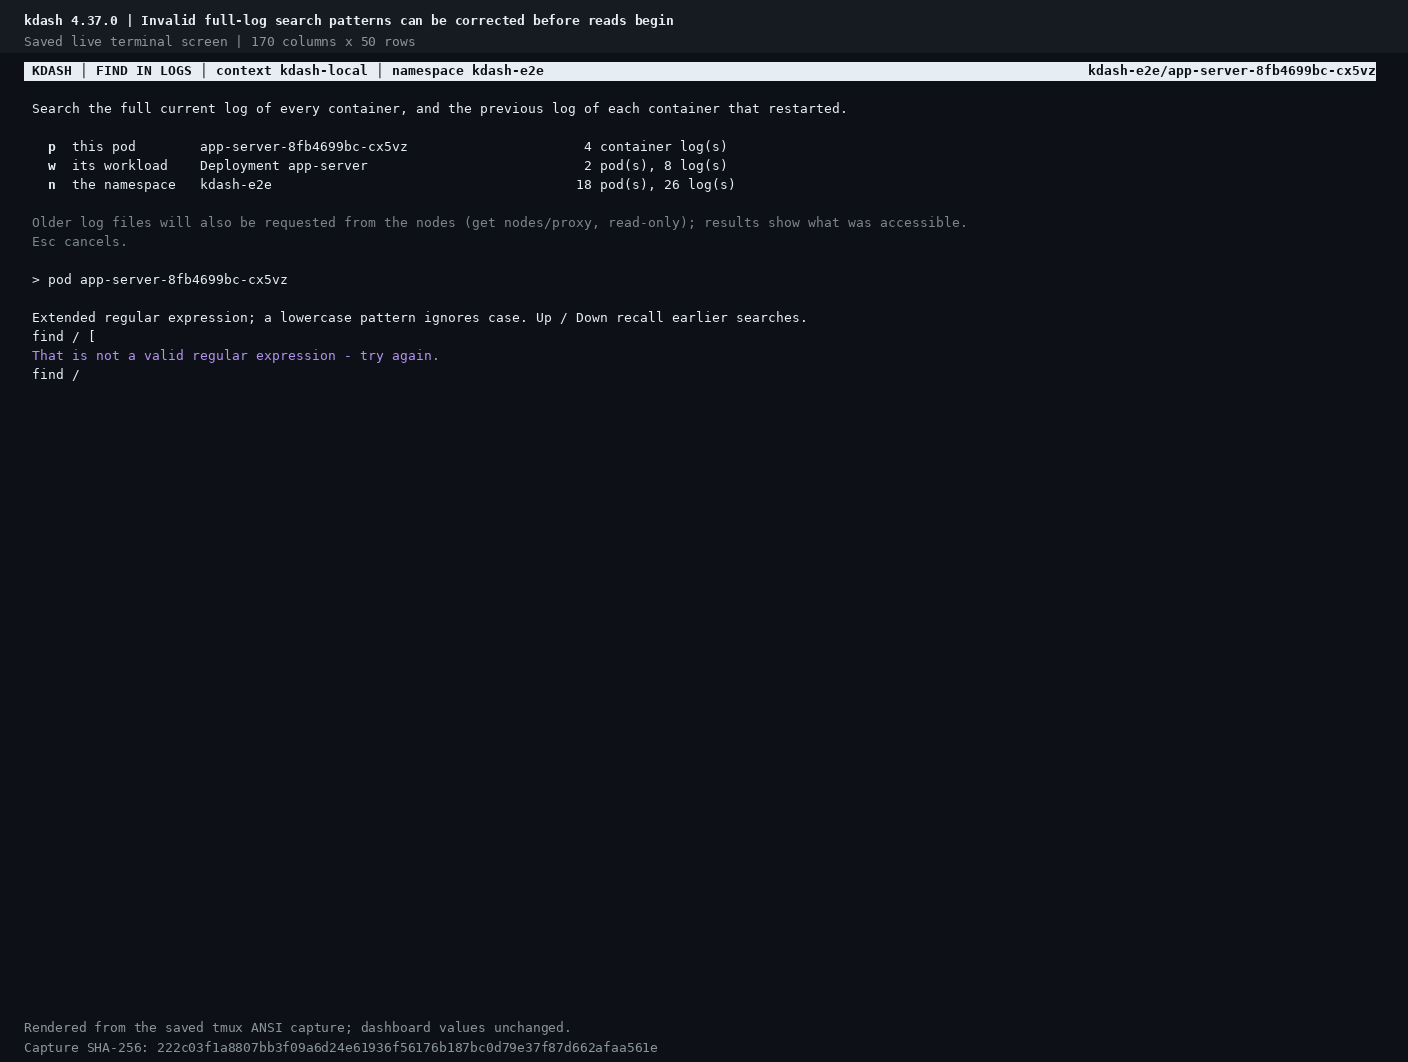 kdash 4.37.0 | Invalid full-log search patterns can be corrected before reads begin
Saved live terminal screen | 170 columns x 50 rows
KDASH │ FIND IN LOGS │ context kdash-local │ namespace kdash-e2e kdash-e2e/app-server-8fb4699bc-cx5vz
Search the full current log of every container, and the previous log of each container that restarted.
p this pod app-server-8fb4699bc-cx5vz 4 container log(s)
w its workload Deployment app-server 2 pod(s), 8 log(s)
n the namespace kdash-e2e 18 pod(s), 26 log(s)
Older log files will also be requested from the nodes (get nodes/proxy, read-only); results show what was accessible.
Esc cancels.
> pod app-server-8fb4699bc-cx5vz
Extended regular expression; a lowercase pattern ignores case. Up / Down recall earlier searches.
find / [
That is not a valid regular expression - try again.
find /
Rendered from the saved tmux ANSI capture; dashboard values unchanged.
Capture SHA-256: 222c03f1a8807bb3f09a6d24e61936f56176b187bc0d79e37f87d662afaa561e